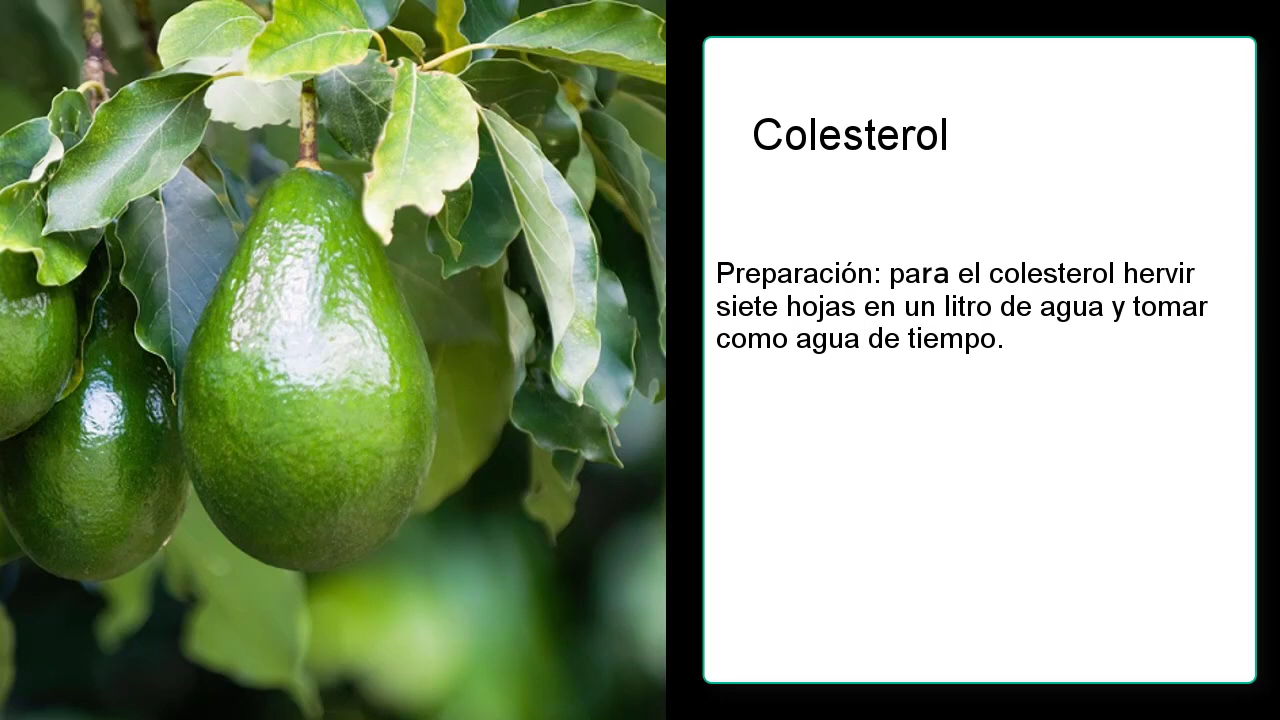 Colesterol
Preparación: para el colesterol hervir
siete hojas en un litro de agua y tomar
como agua de tiempo.